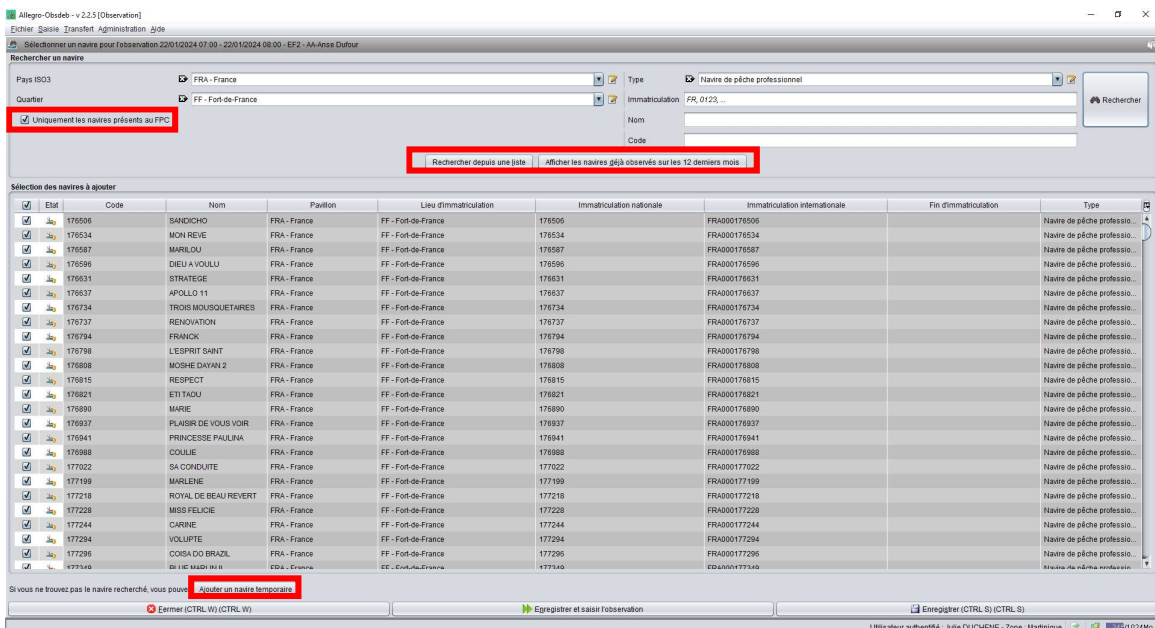 Allegro-Obsdeb - v 2.2.5 [Observation]
Fichier Saisie Transfert Administration Aide
Sélectionner un navire pour l'observation 22/01/2024 07:00 - 22/01/2024 08:00 - EF2 - AA-Anse Dufour
Rechercher un navire
Pays ISO3 FRA - France Type Navire de pêche professionnel
Quartier FF - Fort-de-France Immatriculation FR, 0123, ... Rechercher
Uniquement les navires présents au FPC Nom
Code
Rechercher depuis une liste Afficher les navires déjà observés sur les 12 derniers mois
Sélection des navires à ajouter
Etat Code Nom Pavillon Lieu d'immatriculation Immatriculation nationale Immatriculation internationale Fin d'immatriculation Type
176506 SANDICHO FRA - France FF - Fort-de-France 176506 FRA000176506 Navire de pêche professio...
176534 MON REVE FRA - France FF - Fort-de-France 176534 FRA000176534 Navire de pêche professio...
176587 MARILOU FRA - France FF - Fort-de-France 176587 FRA000176587 Navire de pêche professio...
176596 DIEU A VOULU FRA - France FF - Fort-de-France 176596 FRA000176596 Navire de pêche professio...
176631 STRATEGE FRA - France FF - Fort-de-France 176631 FRA000176631 Navire de pêche professio...
176637 APOLLO 11 FRA - France FF - Fort-de-France 176637 FRA000176637 Navire de pêche professio...
176734 TROIS MOUSQUETAIRES FRA - France FF - Fort-de-France 176734 FRA000176734 Navire de pêche professio...
176737 RENOVATION FRA - France FF - Fort-de-France 176737 FRA000176737 Navire de pêche professio...
176794 FRANCK FRA - France FF - Fort-de-France 176794 FRA000176794 Navire de pêche professio...
176798 L'ESPRIT SAINT FRA - France FF - Fort-de-France 176798 FRA000176798 Navire de pêche professio...
176808 MOSHE DAYAN 2 FRA - France FF - Fort-de-France 176808 FRA000176808 Navire de pêche professio...
176815 RESPECT FRA - France FF - Fort-de-France 176815 FRA000176815 Navire de pêche professio...
176821 ETI TAOU FRA - France FF - Fort-de-France 176821 FRA000176821 Navire de pêche professio...
176890 MARIE FRA - France FF - Fort-de-France 176890 FRA000176890 Navire de pêche professio...
176937 PLAISIR DE VOUS VOIR FRA - France FF - Fort-de-France 176937 FRA000176937 Navire de pêche professio...
176941 PRINCESSE PAULINA FRA - France FF - Fort-de-France 176941 FRA000176941 Navire de pêche professio...
176988 COULIE FRA - France FF - Fort-de-France 176988 FRA000176988 Navire de pêche professio...
177022 SA CONDUITE FRA - France FF - Fort-de-France 177022 FRA000177022 Navire de pêche professio...
177199 MARLENE FRA - France FF - Fort-de-France 177199 FRA000177199 Navire de pêche professio...
177218 ROYAL DE BEAU REVERT FRA - France FF - Fort-de-France 177218 FRA000177218 Navire de pêche professio...
177228 MISS FELICIE FRA - France FF - Fort-de-France 177228 FRA000177228 Navire de pêche professio...
177244 CARINE FRA - France FF - Fort-de-France 177244 FRA000177244 Navire de pêche professio...
177294 VOLUPTE FRA - France FF - Fort-de-France 177294 FRA000177294 Navire de pêche professio...
177296 COISA DO BRAZIL FRA - France FF - Fort-de-France 177296 FRA000177296 Navire de pêche professio...
177349 BLUE MARLIN II FRA - France FF - Fort-de-France 177349 FRA000177349 Navire de pêche professio...
Si vous ne trouvez pas le navire recherché, vous pouve Ajouter un navire temporaire
Fermer (CTRL W) (CTRL W) Enregistrer et saisir l'observation Enregistrer (CTRL S) (CTRL S)
Utilisateur authentifié : Julie DUCHENE - Zone : Martinique